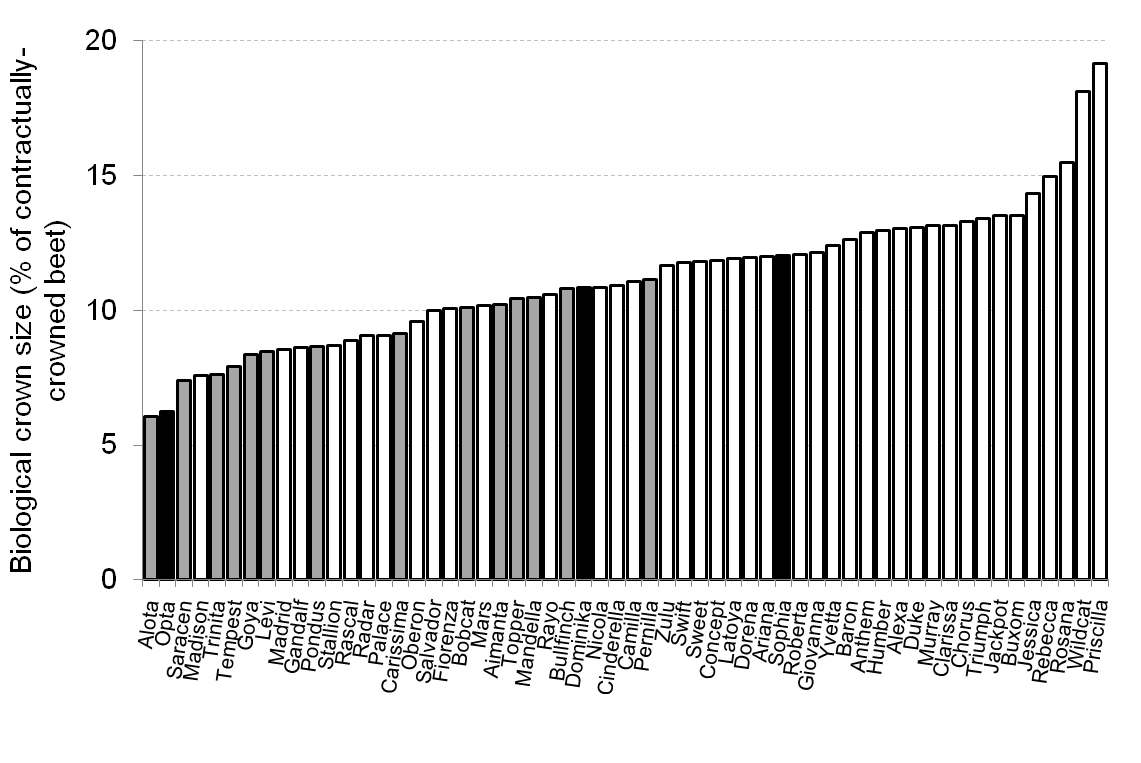 Biological crown size (% of contractually-
crowned beet)
20
15
10
5
0
Alota
Opta
Saracen
Madison
Trinita
Tempest
Goya
Levi
Madrid
Gandalf
Pondus
Stallion
Rascal
Radar
Palace
Carissima
Oberon
Salvador
Fiorenza
Bobcat
Mars
Aimanta
Topper
Mandella
Rayo
Bullfinch
Dominika
Nicola
Cinderella
Camilla
Pernilla
Zulu
Swift
Sweet
Concept
Latoya
Dorena
Ariana
Sophia
Roberta
Giovanna
Yvetta
Baron
Anthem
Humber
Alexa
Duke
Murray
Clarissa
Chorus
Triumph
Jackpot
Buxom
Jessica
Rebecca
Rosana
Wildcat
Priscilla